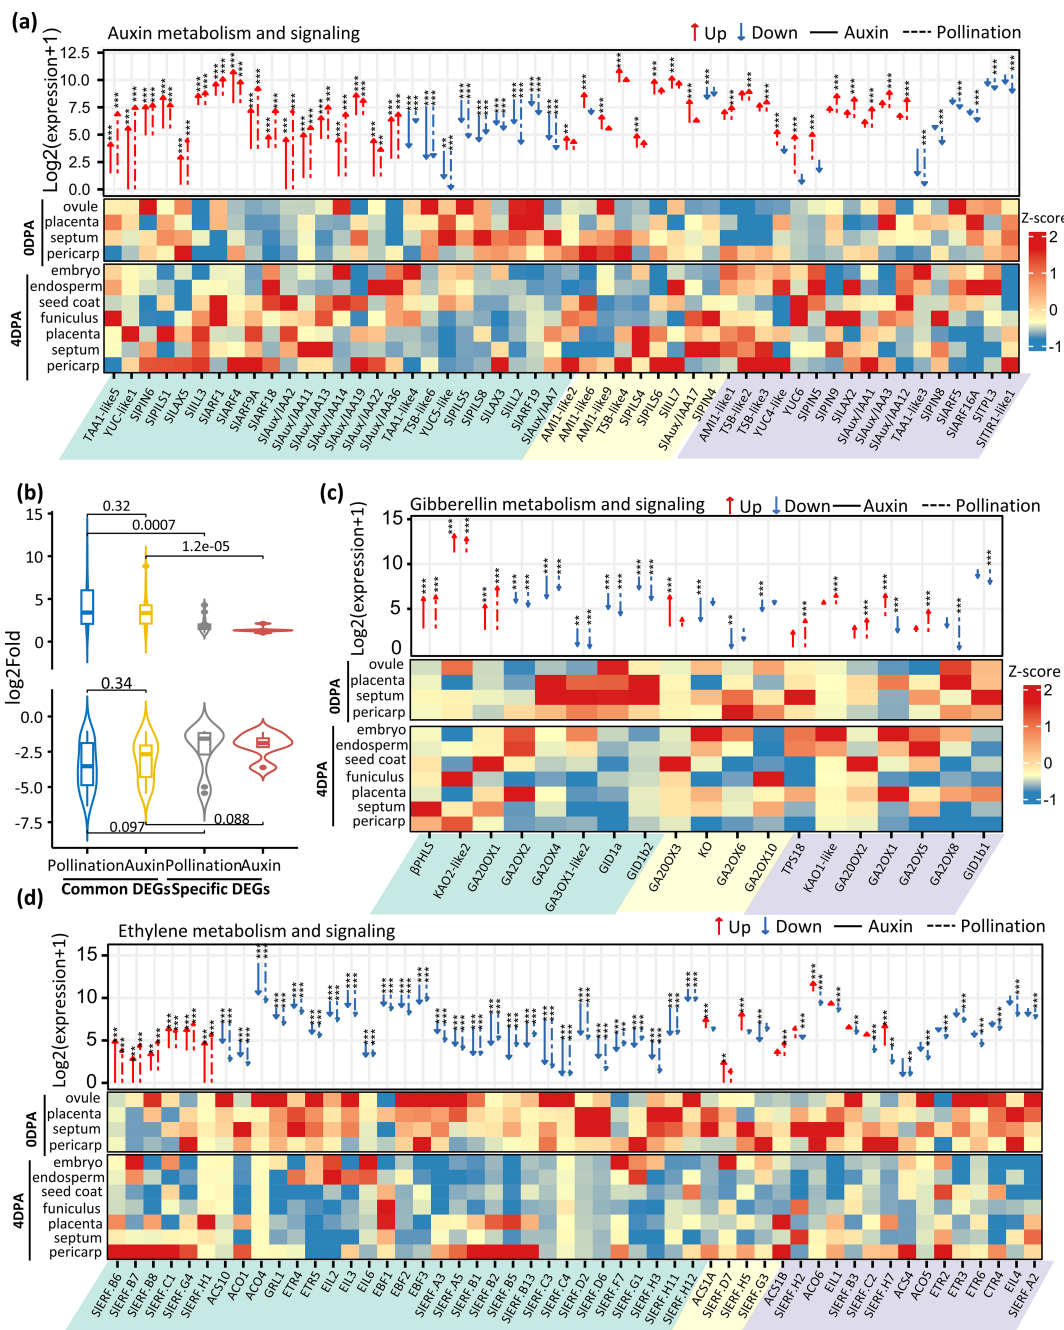 (a)
Auxin metabolism and signaling
Up Down Auxin Pollination
Log2(expression+1)
12.5
10.0
7.5
5.0
2.5
0.0
0DPA
ovule
placenta
septum
pericarp
4DPA
embryo
endosperm
seed coat
funiculus
placenta
septum
pericarp
Z-score
2
1
0
-1
TAA1-like5
YUC-like1
SlPIN6
SlPILS1
SlLAX5
SlILL3
SlARF1
SlARF4
SlARF9A
SlARF18
SlAux/IAA2
SlAux/IAA11
SlAux/IAA13
SlAux/IAA14
SlAux/IAA19
SlAux/IAA22
SlAux/IAA36
TAA1-like4
TSB-like6
YUC5-like
SlPILS5
SlPILS8
SlLAX3
SlILL2
SlARF19
SlAux/IAA7
AMI1-like2
AMI1-like6
AMI1-like9
TSB-like4
SlPILS4
SlPILS6
SlILL7
SlAux/IAA17
SlPIN4
AMI1-like1
TSB-like2
TSB-like3
YUC4-like
YUC6
SlPIN5
SlPIN9
SlLAX2
SlAux/IAA1
SlAux/IAA3
SlAux/IAA12
TAA1-like3
SlPIN8
SlARF5
SlARF16A
SlTPL3
SlTIR1-like1
(b)
log2Fold
15
10
5
0
0.32
0.0007
1.2e-05
0.0
-2.5
-5.0
-7.5
0.34
0.097
0.088
Pollination Auxin Pollination Auxin
Common DEGs Specific DEGs
(c)
Gibberellin metabolism and signaling
Up Down Auxin Pollination
Log2(expression+1)
15
10
5
0
0DPA
ovule
placenta
septum
pericarp
4DPA
embryo
endosperm
seed coat
funiculus
placenta
septum
pericarp
Z-score
2
1
0
-1
βPHLS
KAO2-like2
GA20OX1
GA2OX2
GA2OX4
GA3OX1-like2
GID1a
GID1b2
GA20OX3
KO
GA2OX6
GA2OX10
TPS18
KAO1-like
GA20OX2
GA2OX1
GA2OX5
GA2OX8
GID1b1
(d)
Ethylene metabolism and signaling
Up Down Auxin Pollination
Log2(expression+1)
15
10
5
0
0DPA
ovule
placenta
septum
pericarp
4DPA
embryo
endosperm
seed coat
funiculus
placenta
septum
pericarp
SlERF.B6
SlERF.B7
SlERF.B8
SlERF.C1
SlERF.G4
SlERF.H1
ACS10
ACO1
ACO4
GRL1
ETR4
ETR5
EIL2
EIL3
EIL6
EBF1
EBF2
EBF3
SlERF.A3
SlERF.A5
SlERF.B1
SlERF.B2
SlERF.B5
SlERF.B13
SlERF.C3
SlERF.C4
SlERF.D2
SlERF.D6
SlERF.F7
SlERF.G1
SlERF.H3
SlERF.H11
SlERF.H12
ACS1A
SlERF.D7
SlERF.H5
SlERF.G3
ACS1B
SlERF.H2
ACO6
EIL1
SlERF.B3
SlERF.C2
SlERF.H7
ACS4
ACO5
ETR2
ETR3
ETR6
CTR4
EIL4
SlERF.A2